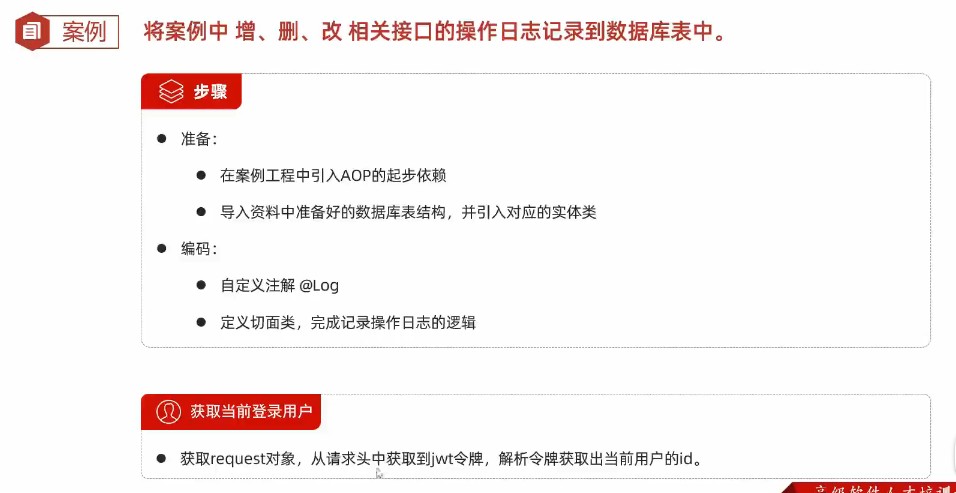 案例
将案例中 增、删、改 相关接口的操作日志记录到数据库表中。
步骤
准备：
在案例工程中引入AOP的起步依赖
导入资料中准备好的数据库表结构，并引入对应的实体类
编码：
自定义注解 @Log
定义切面类，完成记录操作日志的逻辑
获取当前登录用户
获取request对象，从请求头中获取到jwt令牌，解析令牌获取出当前用户的id。